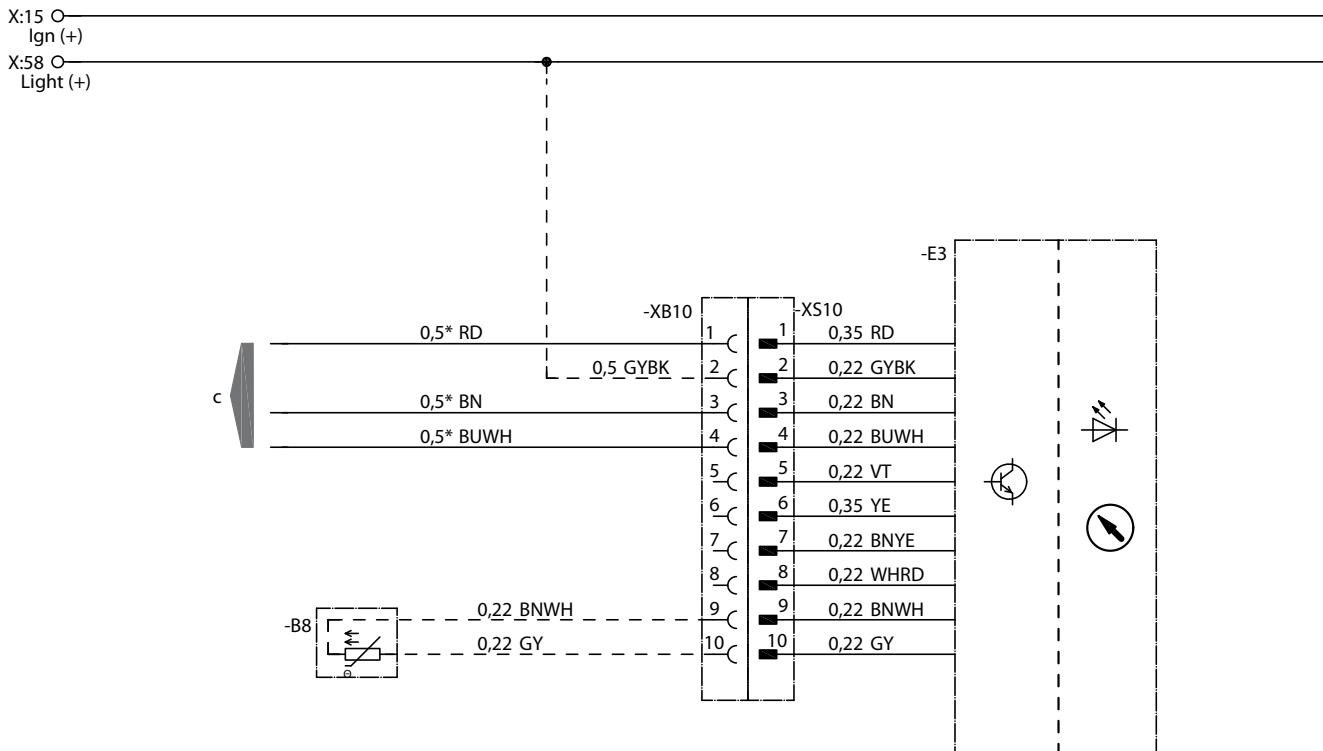 X:15
Ign (+)
X:58
Light (+)
-E3
-XB10
-XS10
0,5* RD
1
1
0,35 RD
0,5 GYBK
2
2
0,22 GYBK
c
0,5* BN
3
3
0,22 BN
0,5* BUWH
4
4
0,22 BUWH
5
5
0,22 VT
6
6
0,35 YE
7
7
0,22 BNYE
8
8
0,22 WHRD
-B8
0,22 BNWH
9
9
0,22 BNWH
0,22 GY
10
10
0,22 GY
Θ